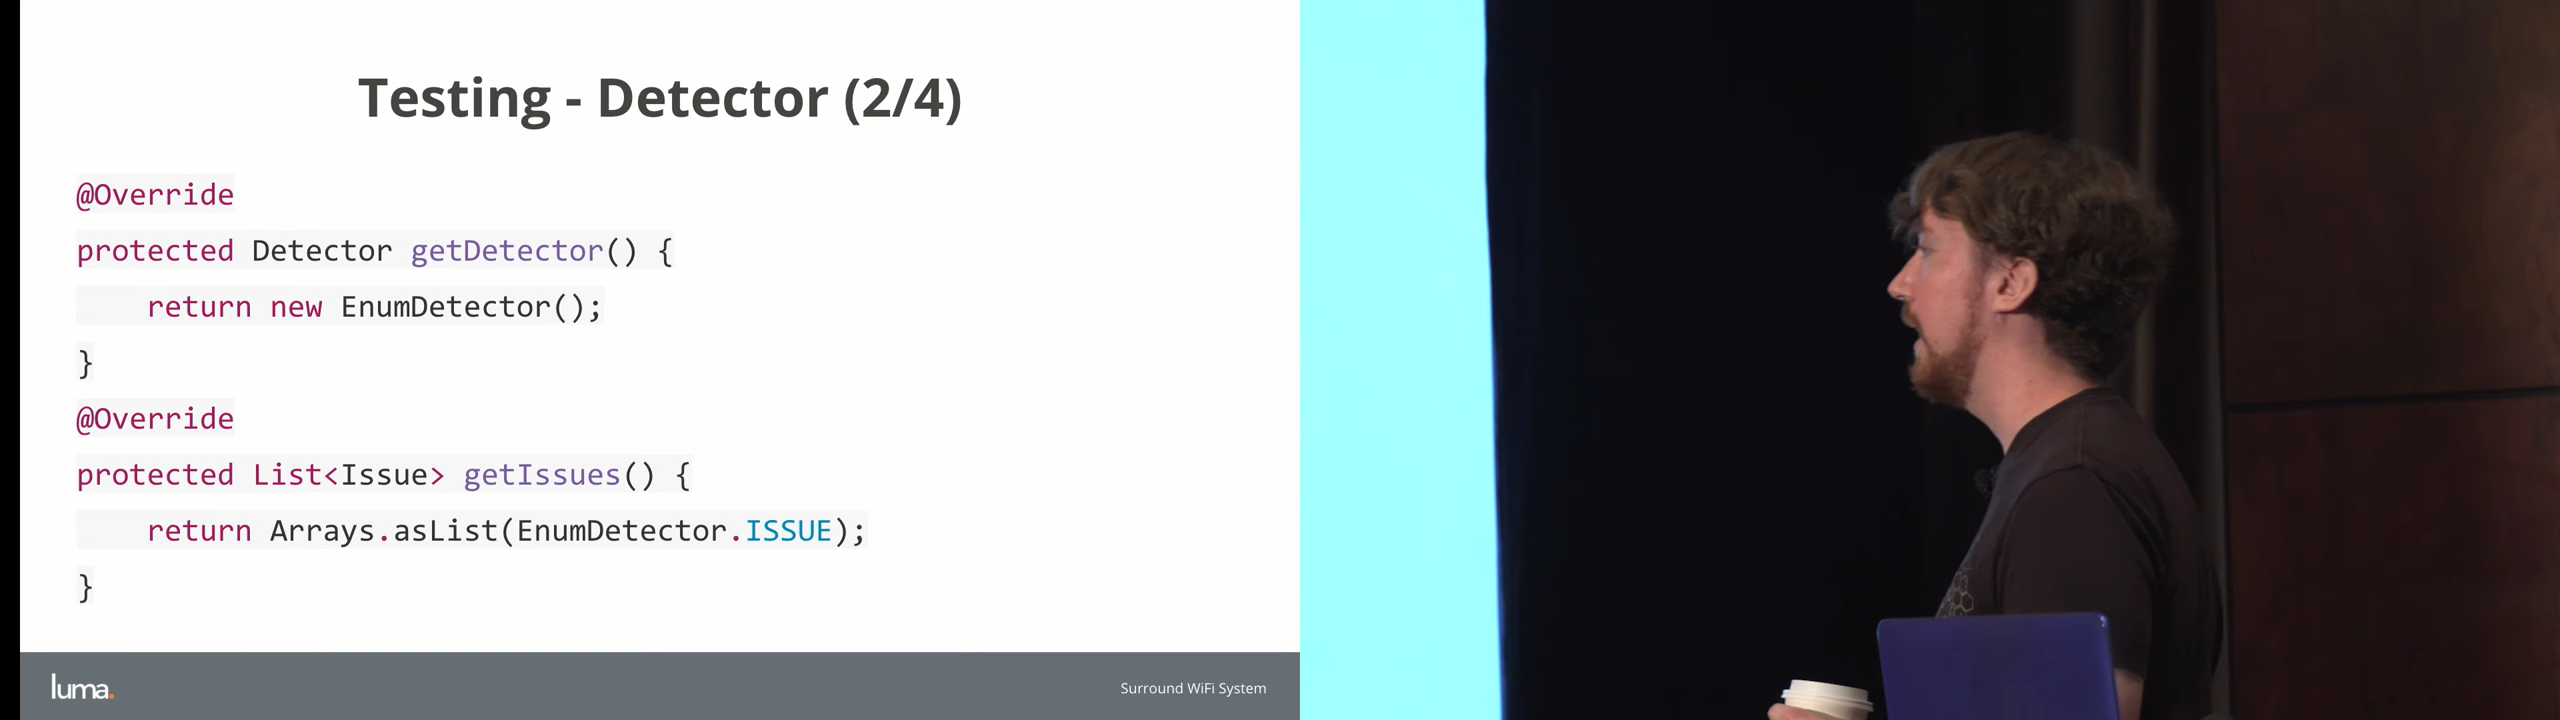 Testing - Detector (2/4)
@Override
protected Detector getDetector() {
    return new EnumDetector();
}
@Override
protected List<Issue> getIssues() {
    return Arrays.asList(EnumDetector.ISSUE);
}
luma.
Surround WiFi System